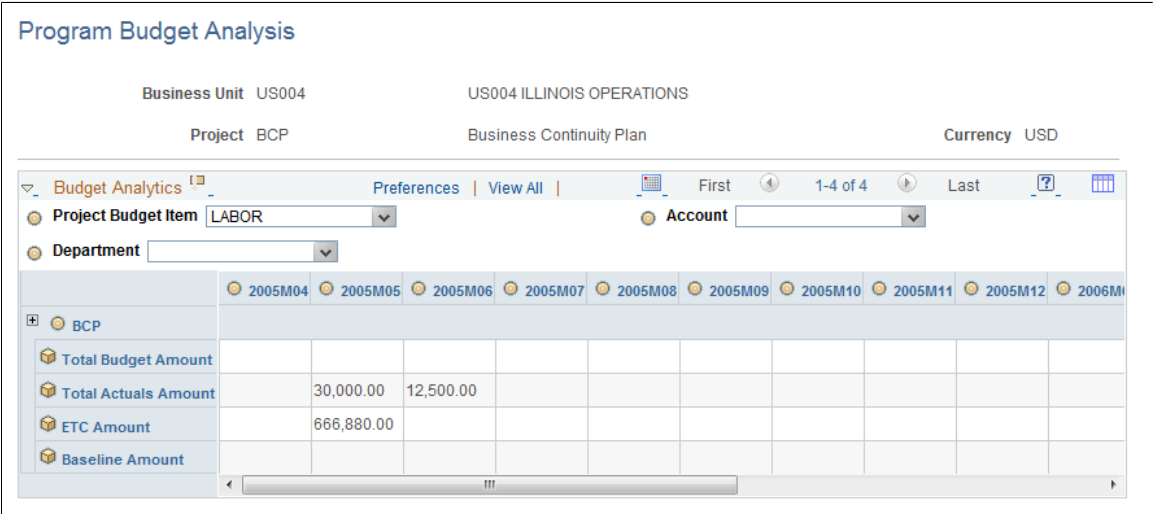 Program Budget Analysis
Business Unit US004 US004 ILLINOIS OPERATIONS
Project BCP Business Continuity Plan Currency USD
Budget Analytics Preferences | View All | First 1-4 of 4 Last ?
Project Budget Item LABOR Account
Department
2005M04 2005M05 2005M06 2005M07 2005M08 2005M09 2005M10 2005M11 2005M12
BCP
Total Budget Amount
Total Actuals Amount 30,000.00 12,500.00
ETC Amount 666,880.00
Baseline Amount